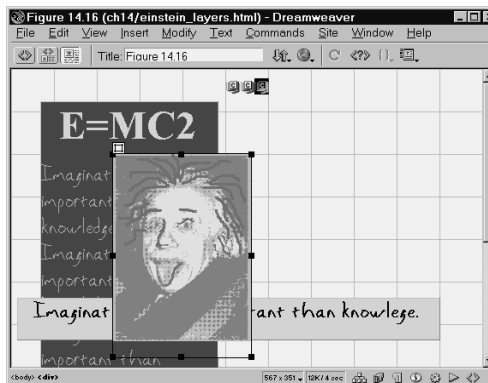 Figure 14.16 (ch14/einstein_layers.html) - Dreamweaver
File Edit View Insert Modify Text Commands Site Window Help
Title: Figure 14.16
E=MC2
Imaginat
important
knowledge
Imaginat
important
Imaginat rtant than knowlege.
important than
<body> <div> 567 x 351 12K / 4 sec